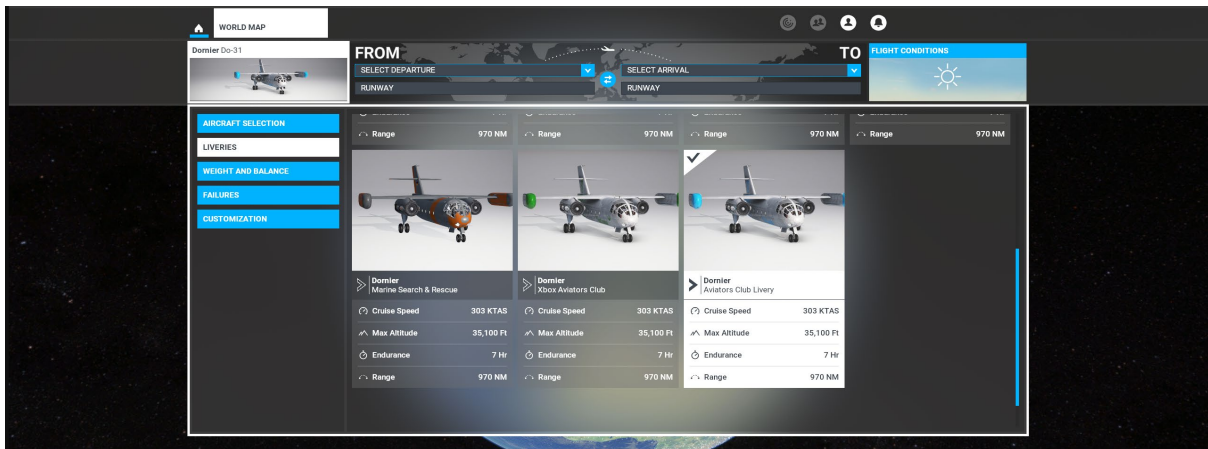 WORLD MAP
Dornier Do-31
FROM
TO
FLIGHT CONDITIONS
SELECT DEPARTURE
SELECT ARRIVAL
RUNWAY
RUNWAY
AIRCRAFT SELECTION
LIVERIES
WEIGHT AND BALANCE
FAILURES
CUSTOMIZATION
Range 970 NM
Range 970 NM
Range 970 NM
Range 970 NM
Dornier
Marine Search & Rescue
Cruise Speed 303 KTAS
Max Altitude 35,100 Ft
Endurance 7 Hr
Range 970 NM
Dornier
Xbox Aviators Club
Cruise Speed 303 KTAS
Max Altitude 35,100 Ft
Endurance 7 Hr
Range 970 NM
Dornier
Aviators Club Livery
Cruise Speed 303 KTAS
Max Altitude 35,100 Ft
Endurance 7 Hr
Range 970 NM